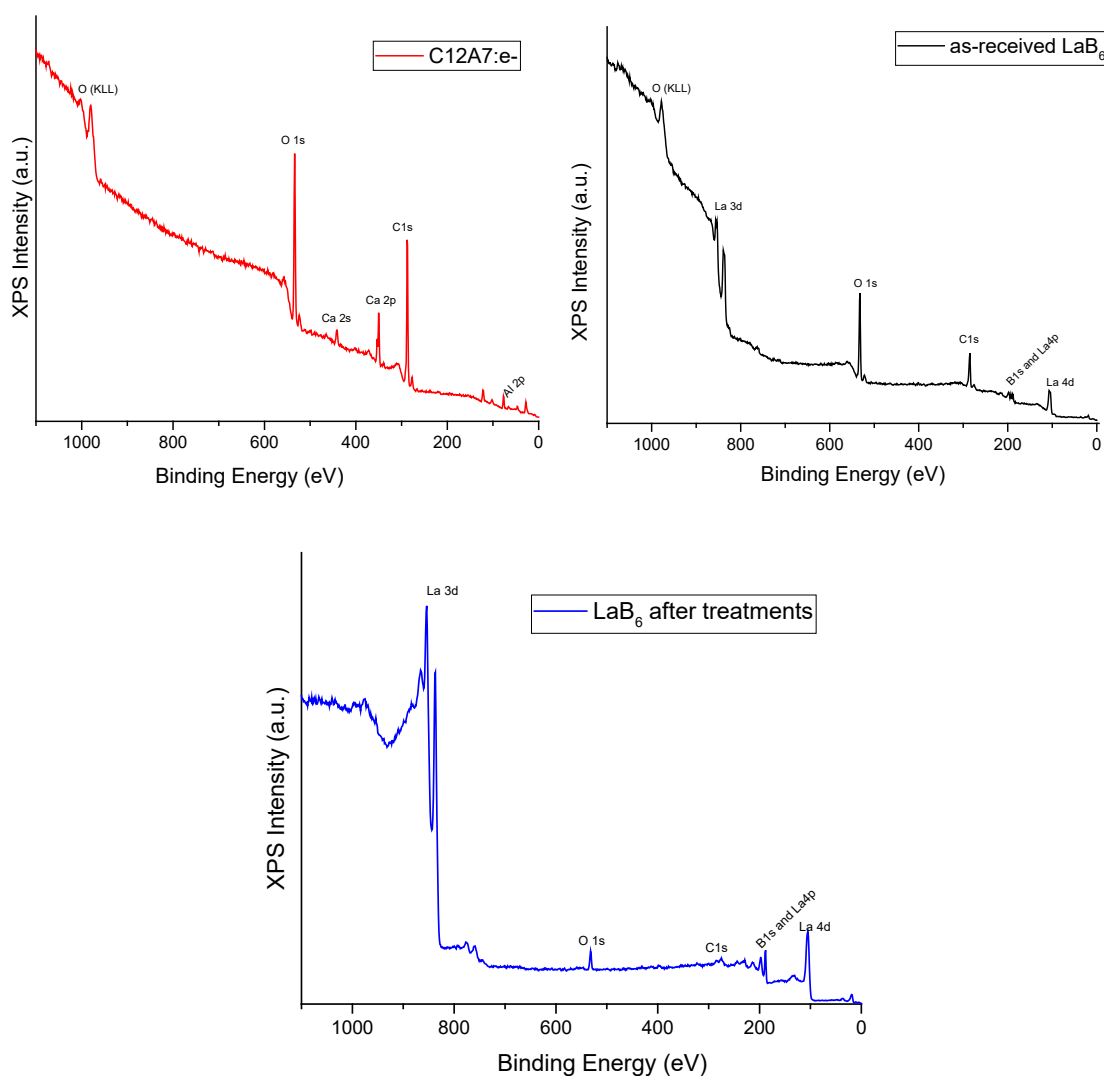 C12A7:e-
O (KLL)
O 1s
C1s
Ca 2p
Ca 2s
Al 2p
XPS Intensity (a.u.)
1000 800 600 400 200 0
Binding Energy (eV)
as-received LaB6
O (KLL)
La 3d
O 1s
C1s
B1s and La4p
La 4d
XPS Intensity (a.u.)
1000 800 600 400 200 0
Binding Energy (eV)
La 3d
LaB6 after treatments
O 1s
C1s
B1s and La4p
La 4d
XPS Intensity (a.u.)
1000 800 600 400 200 0
Binding Energy (eV)